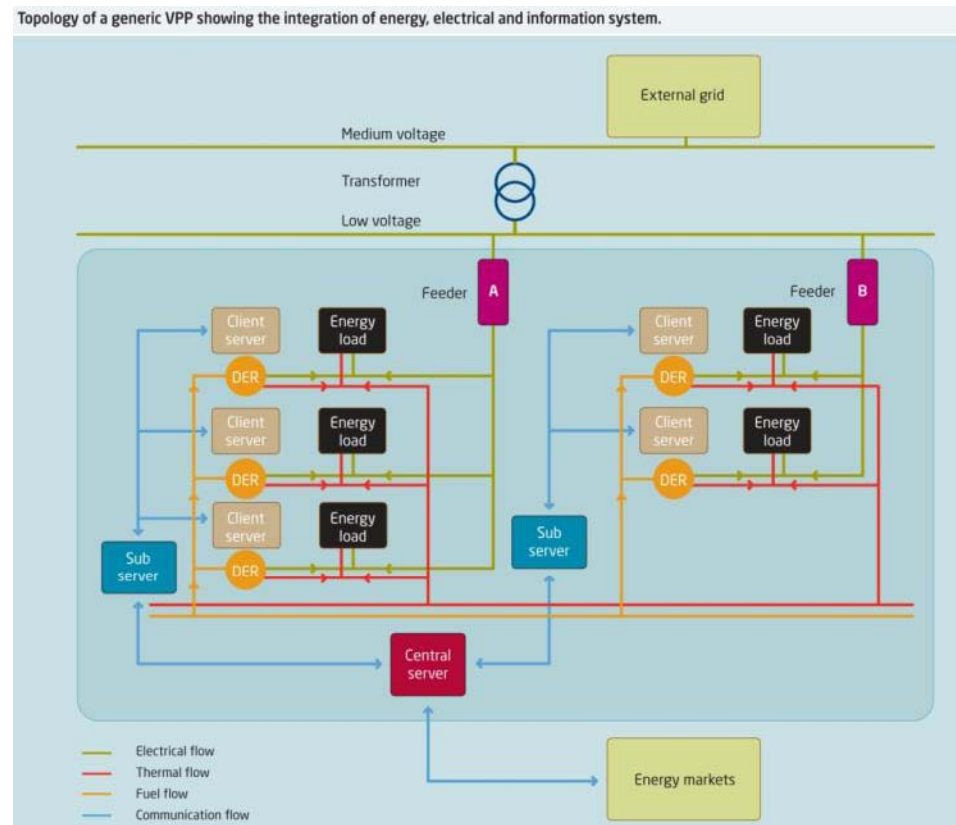 Topology of a generic VPP showing the integration of energy, electrical and information system.
External grid
Medium voltage
Transformer
Low voltage
Feeder
A
Feeder
B
Client
server
Energy
load
Client
server
Energy
load
DER
DER
Client
server
Energy
load
Client
server
Energy
load
DER
DER
Client
server
Energy
load
Sub
server
Sub
server
DER
Central
server
Electrical flow
Thermal flow
Fuel flow
Communication flow
Energy markets